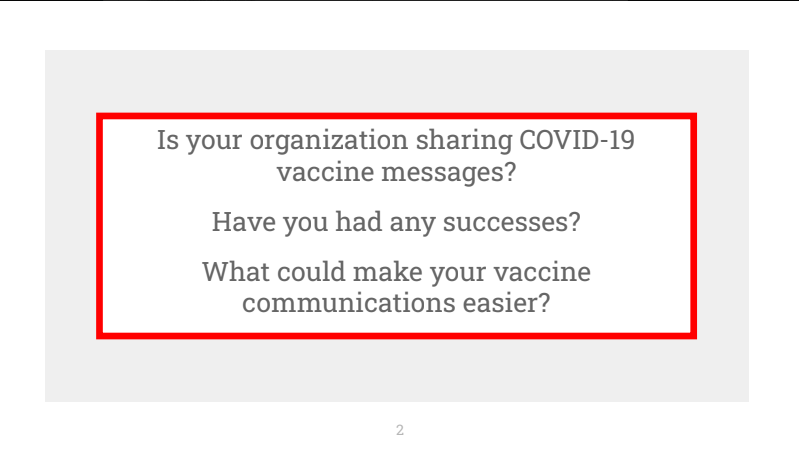 Is your organization sharing COVID-19
vaccine messages?
Have you had any successes?
What could make your vaccine
communications easier?
2